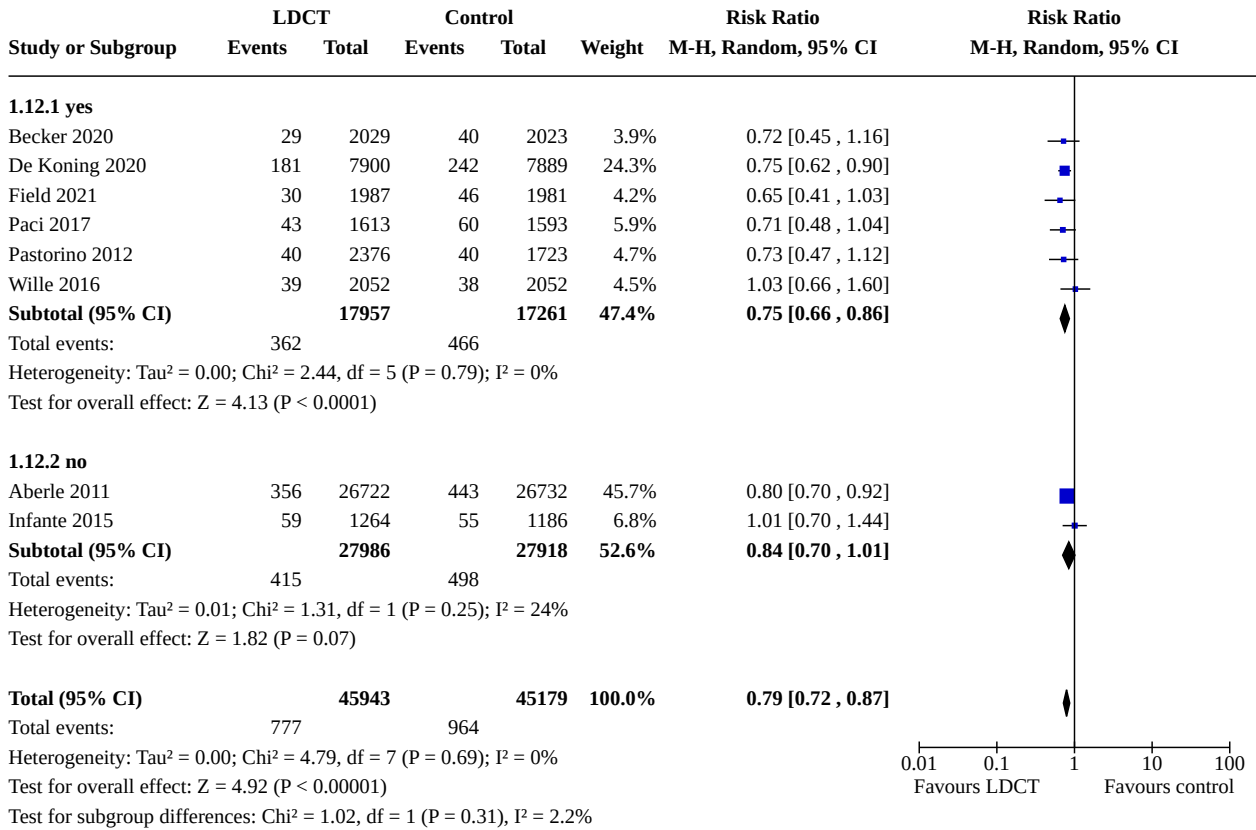 LDCT Control Risk Ratio Risk Ratio
Study or Subgroup Events Total Events Total Weight M-H, Random, 95% CI M-H, Random, 95% CI
1.12.1 yes
Becker 2020 29 2029 40 2023 3.9% 0.72 [0.45 , 1.16]
De Koning 2020 181 7900 242 7889 24.3% 0.75 [0.62 , 0.90]
Field 2021 30 1987 46 1981 4.2% 0.65 [0.41 , 1.03]
Paci 2017 43 1613 60 1593 5.9% 0.71 [0.48 , 1.04]
Pastorino 2012 40 2376 40 1723 4.7% 0.73 [0.47 , 1.12]
Wille 2016 39 2052 38 2052 4.5% 1.03 [0.66 , 1.60]
Subtotal (95% CI) 17957 17261 47.4% 0.75 [0.66 , 0.86]
Total events: 362 466
Heterogeneity: Tau² = 0.00; Chi² = 2.44, df = 5 (P = 0.79); I² = 0%
Test for overall effect: Z = 4.13 (P < 0.0001)
1.12.2 no
Aberle 2011 356 26722 443 26732 45.7% 0.80 [0.70 , 0.92]
Infante 2015 59 1264 55 1186 6.8% 1.01 [0.70 , 1.44]
Subtotal (95% CI) 27986 27918 52.6% 0.84 [0.70 , 1.01]
Total events: 415 498
Heterogeneity: Tau² = 0.01; Chi² = 1.31, df = 1 (P = 0.25); I² = 24%
Test for overall effect: Z = 1.82 (P = 0.07)
Total (95% CI) 45943 45179 100.0% 0.79 [0.72 , 0.87]
Total events: 777 964
Heterogeneity: Tau² = 0.00; Chi² = 4.79, df = 7 (P = 0.69); I² = 0%
0.01 0.1 1 10 100
Test for overall effect: Z = 4.92 (P < 0.00001)
Favours LDCT Favours control
Test for subgroup differences: Chi² = 1.02, df = 1 (P = 0.31), I² = 2.2%